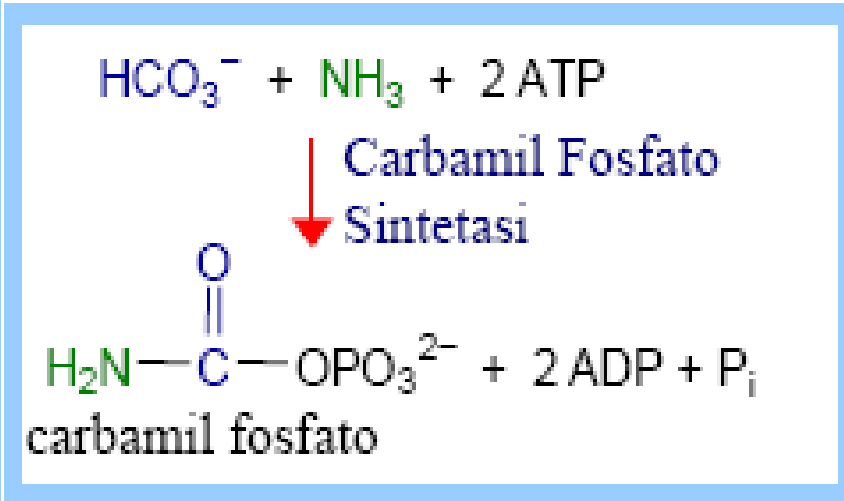 HCO₃⁻ + NH₃ + 2 ATP
Carbamil Fosfato
Sintetasi
O
H₂N—C—OPO₃²⁻ + 2 ADP + Pᵢ
carbamil fosfato